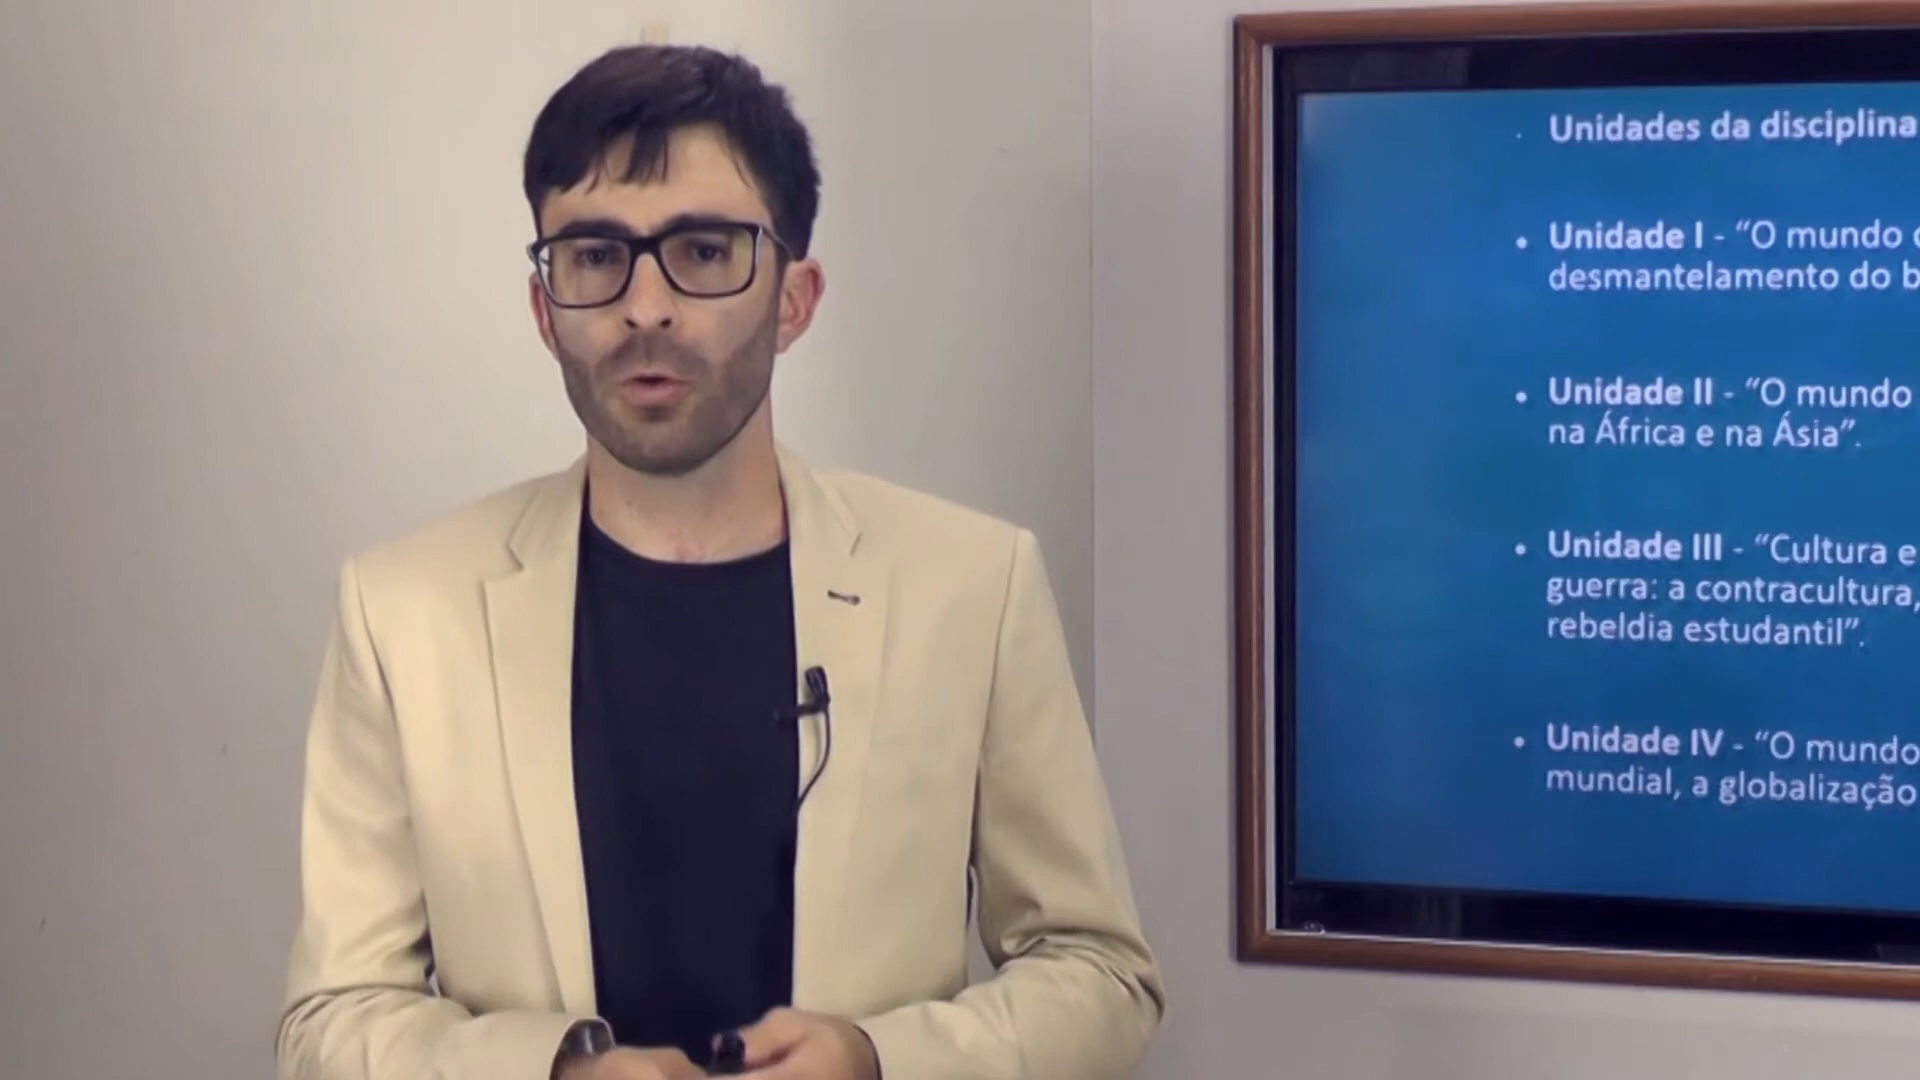 Unidades da disciplina
Unidade I - “O mundo
desmantelamento do
Unidade II - “O mundo
na África e na Ásia”.
Unidade III - “Cultura e
guerra: a contracultura,
rebeldia estudantil”.
Unidade IV - “O mundo
mundial, a globalização